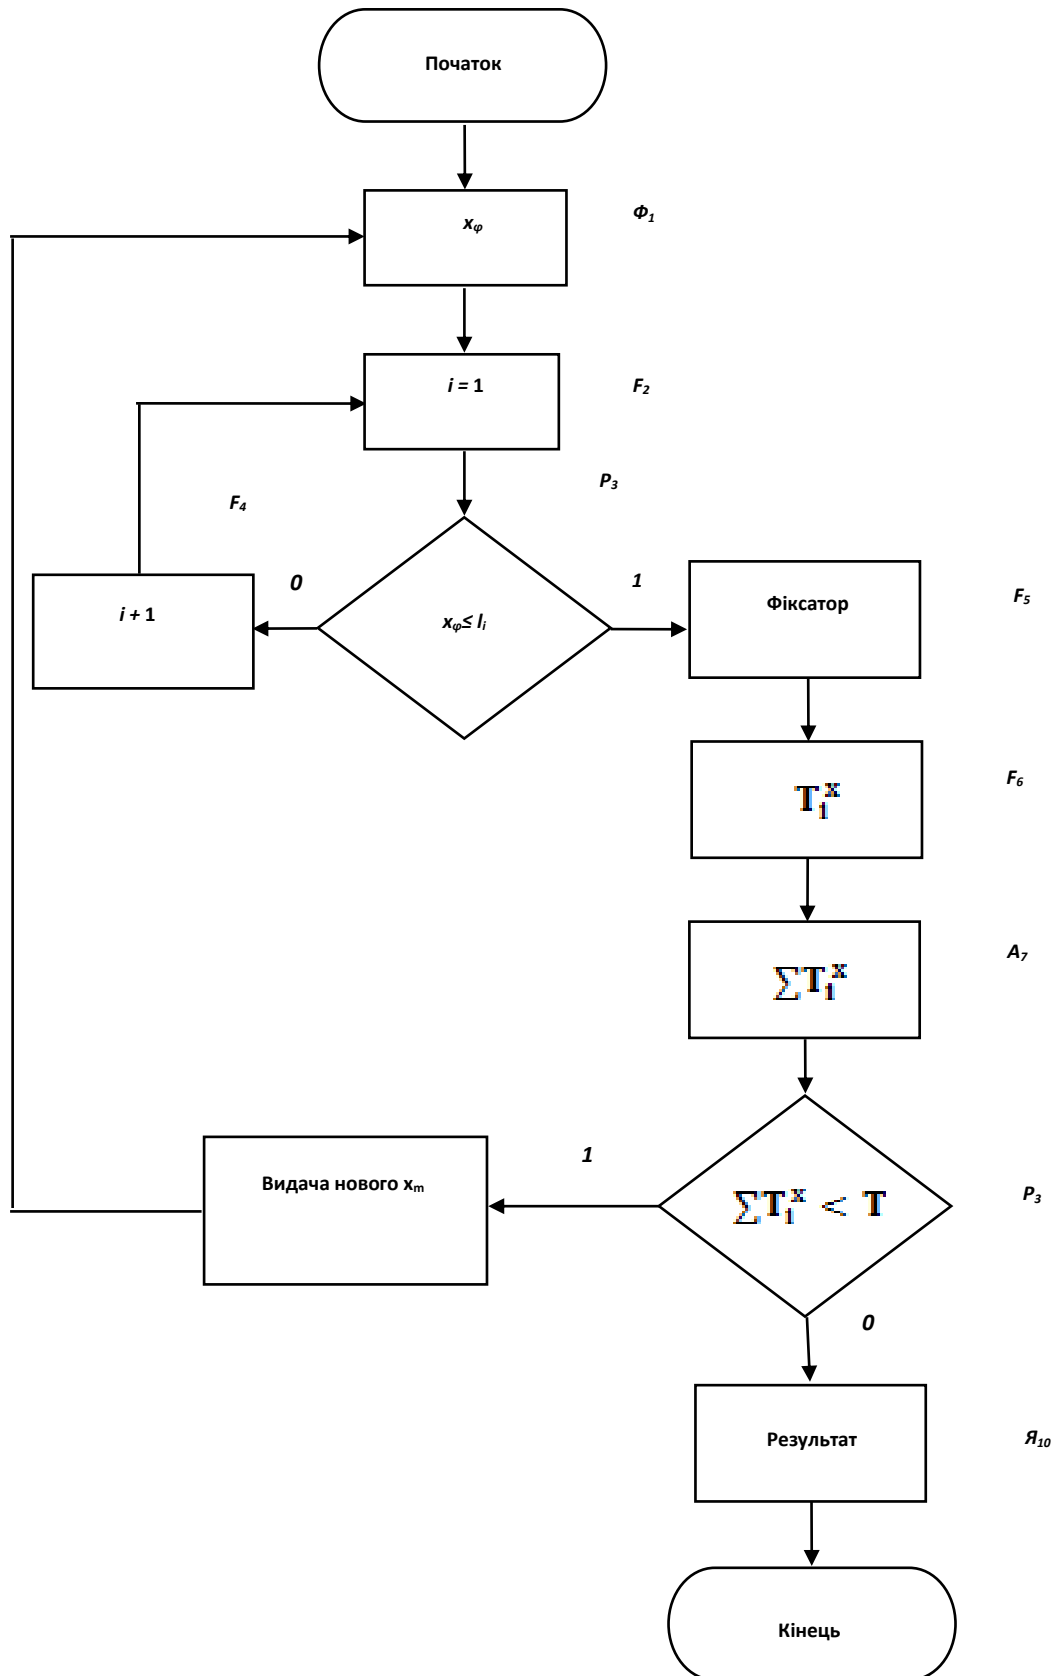 Початок
xφ
Φ1
i = 1
F2
P3
F4
0
1
Фіксатор
F5
i + 1
xφ≤ li
Tix
F6
∑Tix
A7
1
Видача нового xm
∑Tix < T
P3
0
Результат
Я10
Кінець